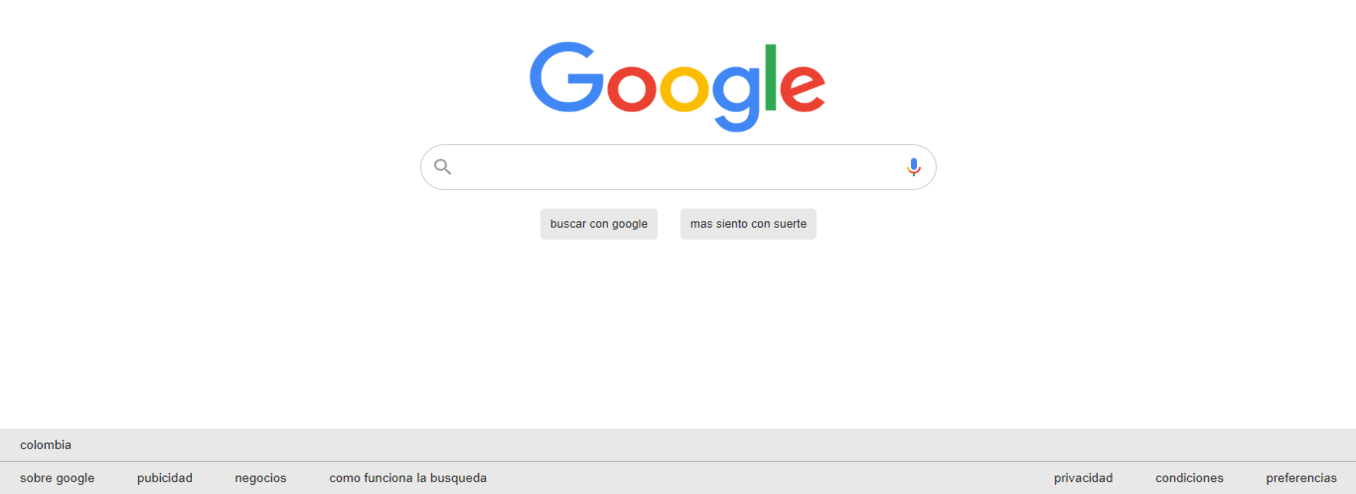 Google
buscar con google mas siento con suerte
colombia
sobre google pubicidad negocios como funciona la busqueda privacidad condiciones preferencias